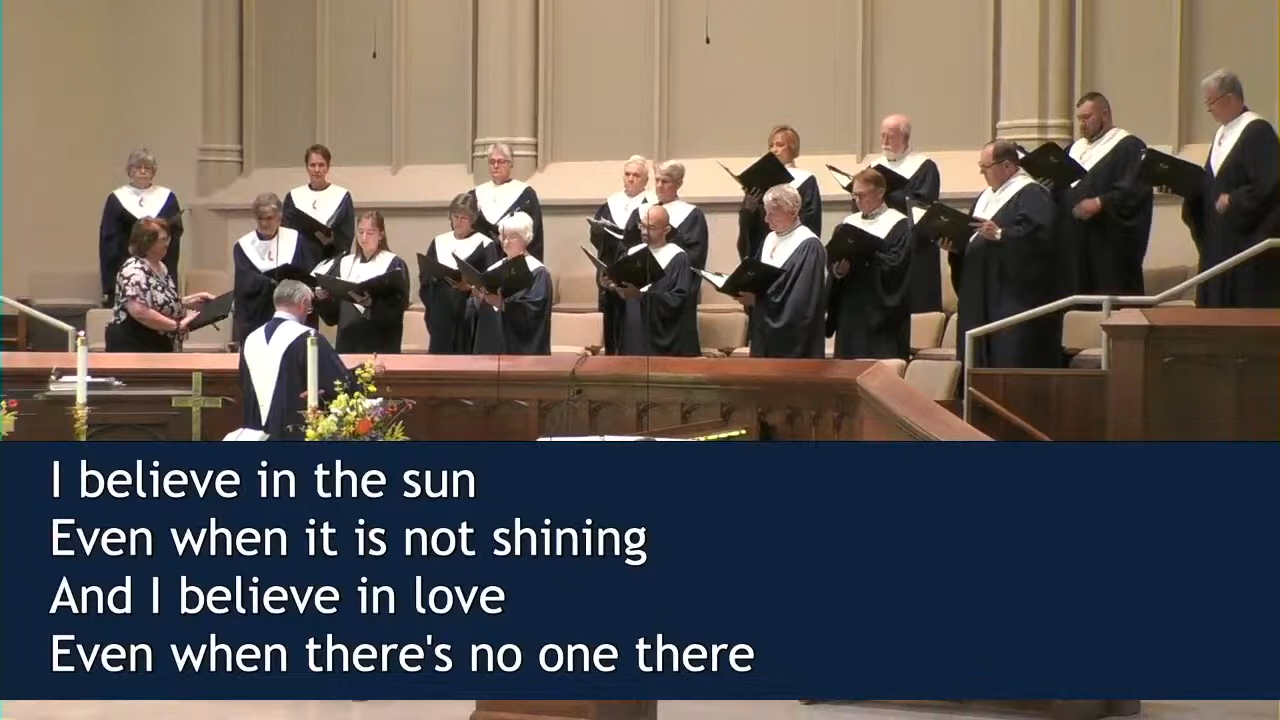 I believe in the sun
Even when it is not shining
And I believe in love
Even when there's no one there